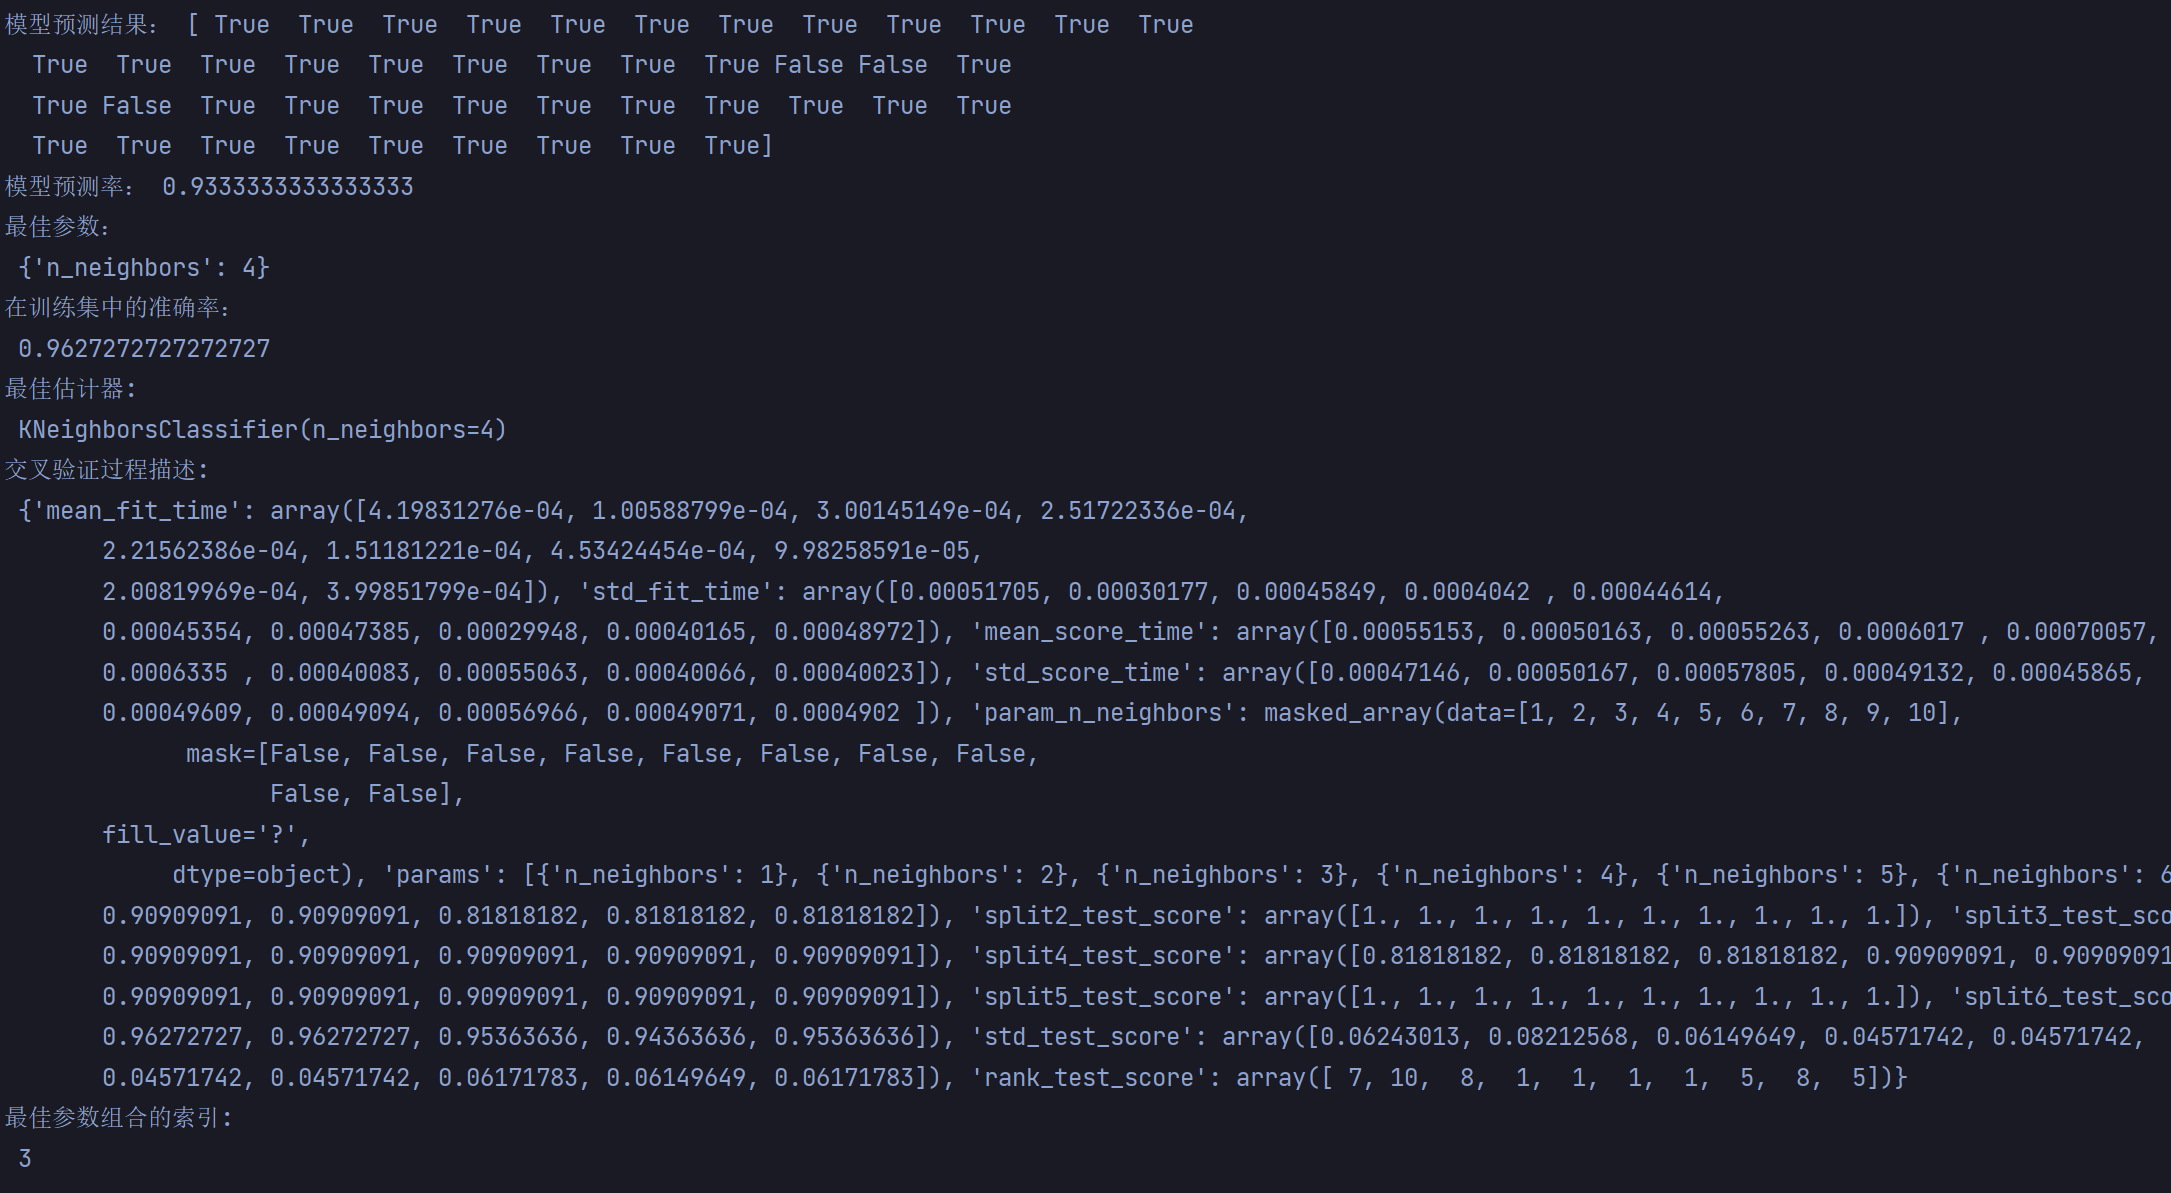 模型预测结果： [ True  True  True  True  True  True  True  True  True  True  True  True
  True  True  True  True  True  True  True  True  True False False  True
  True False  True  True  True  True  True  True  True  True  True  True
  True  True  True  True  True  True  True  True  True]
模型预测率： 0.9333333333333333
最佳参数：
 {'n_neighbors': 4}
在训练集中的准确率：
 0.9627272727272727
最佳估计器：
 KNeighborsClassifier(n_neighbors=4)
交叉验证过程描述：
 {'mean_fit_time': array([4.19831276e-04, 1.00588799e-04, 3.00145149e-04, 2.51722336e-04,
       2.21562386e-04, 1.51181221e-04, 4.53424454e-04, 9.98258591e-05,
       2.00819969e-04, 3.99851799e-04]), 'std_fit_time': array([0.00051705, 0.00030177, 0.00045849, 0.0004042 , 0.00044614,
       0.00045354, 0.00047385, 0.00029948, 0.00040165, 0.00048972]), 'mean_score_time': array([0.00055153, 0.00050163, 0.00055263, 0.0006017 , 0.00070057,
       0.0006335 , 0.00040083, 0.00055063, 0.00040066, 0.00040023]), 'std_score_time': array([0.00047146, 0.00050167, 0.00057805, 0.00049132, 0.00045865,
       0.00049609, 0.00049094, 0.00056966, 0.00049071, 0.0004902 ]), 'param_n_neighbors': masked_array(data=[1, 2, 3, 4, 5, 6, 7, 8, 9, 10],
             mask=[False, False, False, False, False, False, False, False,
                   False, False],
       fill_value='?',
            dtype=object), 'params': [{'n_neighbors': 1}, {'n_neighbors': 2}, {'n_neighbors': 3}, {'n_neighbors': 4}, {'n_neighbors': 5}, {'n_neighbors': 6
       0.90909091, 0.90909091, 0.81818182, 0.81818182, 0.81818182]), 'split2_test_score': array([1., 1., 1., 1., 1., 1., 1., 1., 1., 1.]), 'split3_test_sco
       0.90909091, 0.90909091, 0.90909091, 0.90909091, 0.90909091]), 'split4_test_score': array([0.81818182, 0.81818182, 0.81818182, 0.90909091, 0.90909091
       0.90909091, 0.90909091, 0.90909091, 0.90909091, 0.90909091]), 'split5_test_score': array([1., 1., 1., 1., 1., 1., 1., 1., 1., 1.]), 'split6_test_sco
       0.96272727, 0.96272727, 0.95363636, 0.94363636, 0.95363636]), 'std_test_score': array([0.06243013, 0.08212568, 0.06149649, 0.04571742, 0.04571742,
       0.04571742, 0.04571742, 0.06171783, 0.06149649, 0.06171783]), 'rank_test_score': array([ 7, 10,  8,  1,  1,  1,  1,  5,  8,  5])}
最佳参数组合的索引：
 3